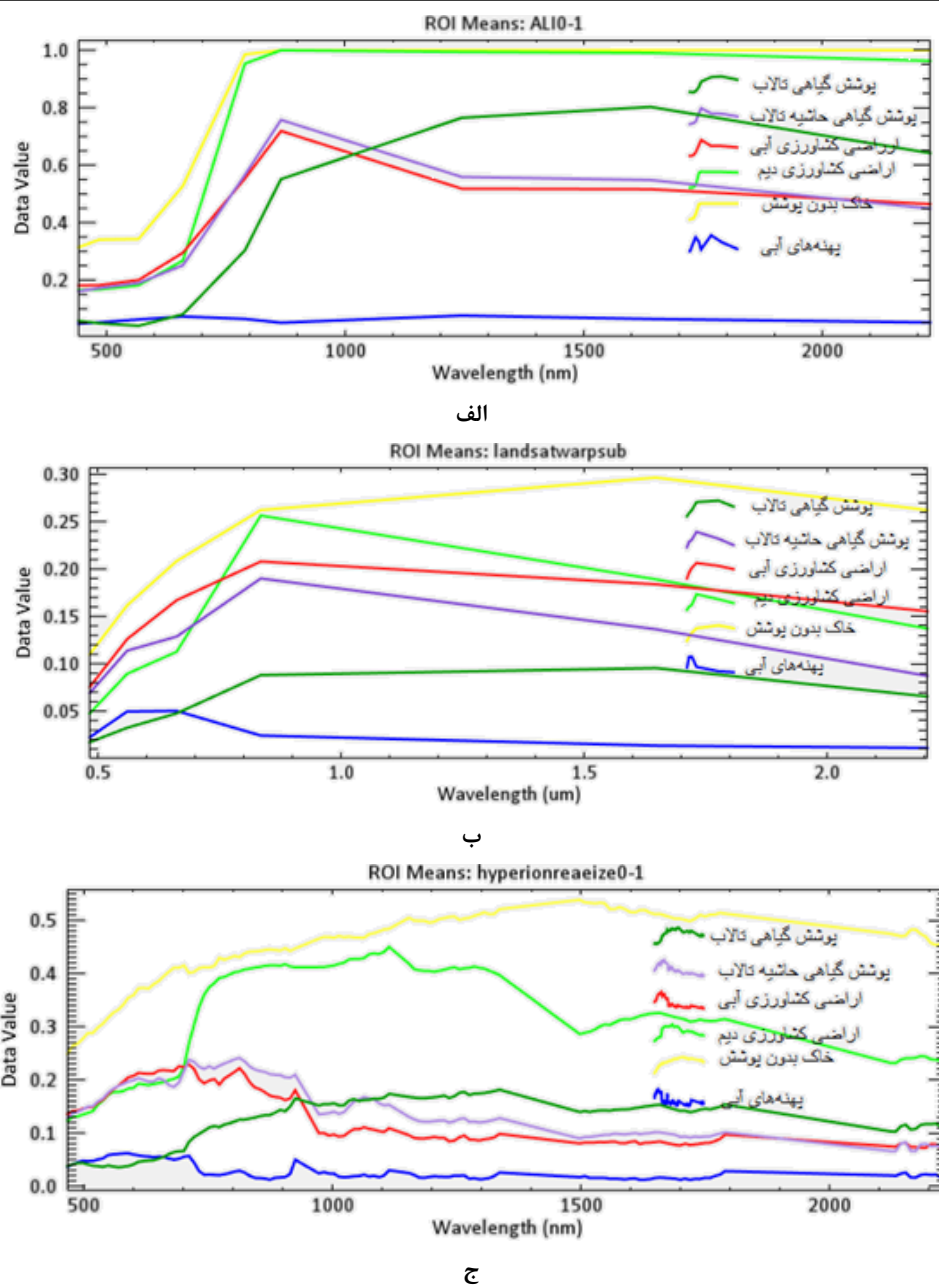 ROI Means: ALI0-1
Data Value
1.0
0.8
0.6
0.4
0.2
پوشش گیاهی تالاب
پوشش گیاهی حاشیه تالاب
ارراضی کشاورزی آبی
اراضی کشاورزی دیم
خاک بدون پوشش
پهنه‌های آبی
500 1000 1500 2000
Wavelength (nm)
الف
ROI Means: landsatwarpsub
Data Value
0.30
0.25
0.20
0.15
0.10
0.05
پوشش گیاهی تالاب
پوشش گیاهی حاشیه تالاب
اراضی کشاورزی آبی
اراضی کشاورزی دیم
خاک بدون پوشش
پهنه‌های آبی
0.5 1.0 1.5 2.0
Wavelength (um)
ب
ROI Means: hyperionreaeize0-1
Data Value
0.5
0.4
0.3
0.2
0.1
0.0
پوشش گیاهی تالاب
پوشش گیاهی حاشیه تالاب
اراضی کشاورزی آبی
اراضی کشاورزی دیم
خاک بدون پوشش
پهنه‌های آبی
500 1000 1500 2000
Wavelength (nm)
ج